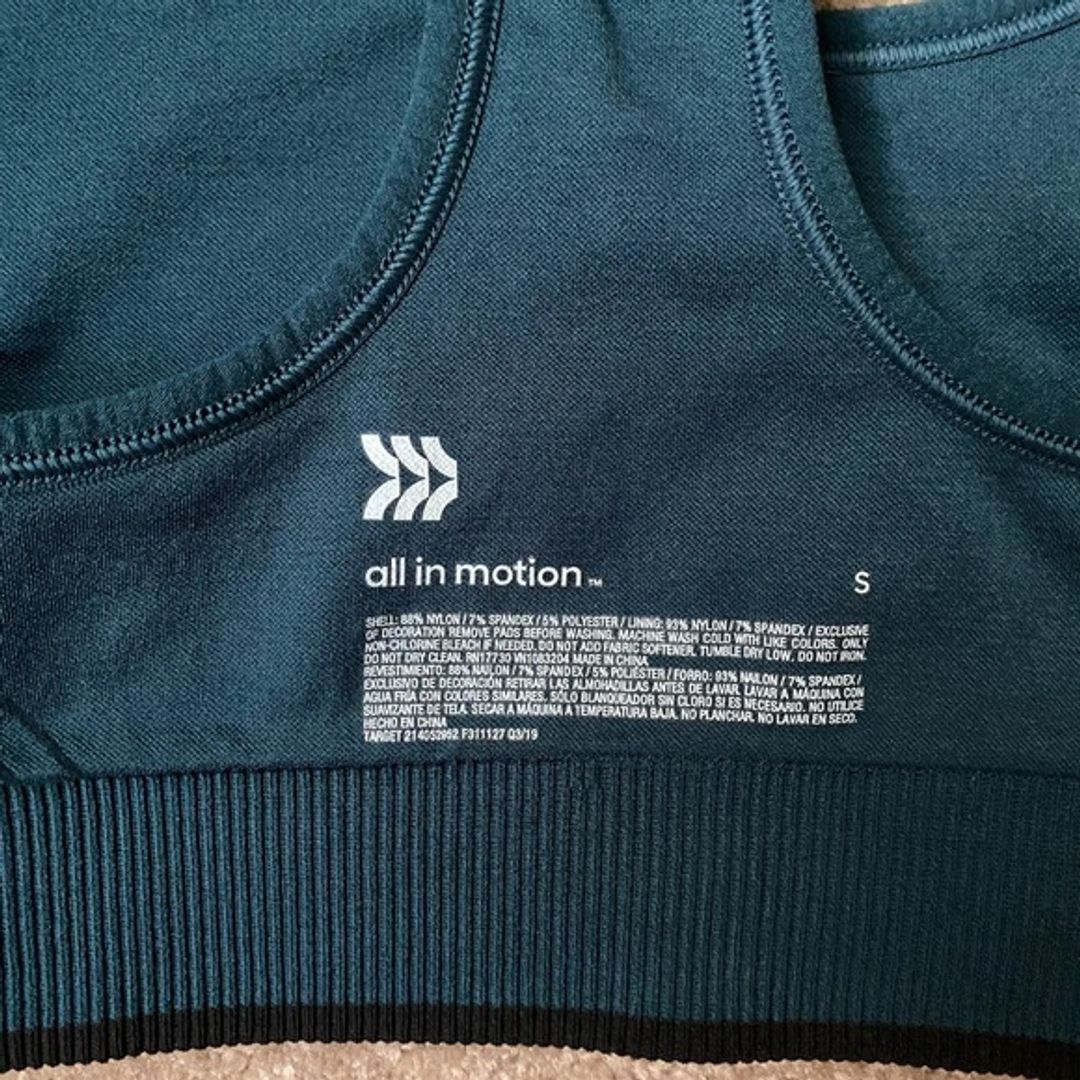 all in motion ™
S
SHELL: 88% NYLON / 7% SPANDEX / 5% POLYESTER / LINING: 93% NYLON / 7% SPANDEX / EXCLUSIVE
OF DECORATION REMOVE PADS BEFORE WASHING. MACHINE WASH COLD WITH LIKE COLORS. ONLY
NON-CHLORINE BLEACH IF NEEDED. DO NOT ADD FABRIC SOFTENER. TUMBLE DRY LOW. DO NOT IRON.
DO NOT DRY CLEAN. RN17730 VN1083204 MADE IN CHINA
REVESTIMIENTO: 88% NAILON / 7% SPANDEX / 5% POLIESTER / FORRO: 93% NAILON / 7% SPANDEX /
EXCLUSIVO DE DECORACIÓN RETIRAR LAS ALMOHADILLAS ANTES DE LAVAR. LAVAR A MÁQUINA CON
AGUA FRÍA CON COLORES SIMILARES. SÓLO BLANQUEADOR SIN CLORO SI ES NECESARIO. NO UTILICE
SUAVIZANTE DE TELA. SECAR A MÁQUINA A TEMPERATURA BAJA. NO PLANCHAR. NO LAVAR EN SECO.
HECHO EN CHINA
TARGET 214052962 F311127 Q3/19